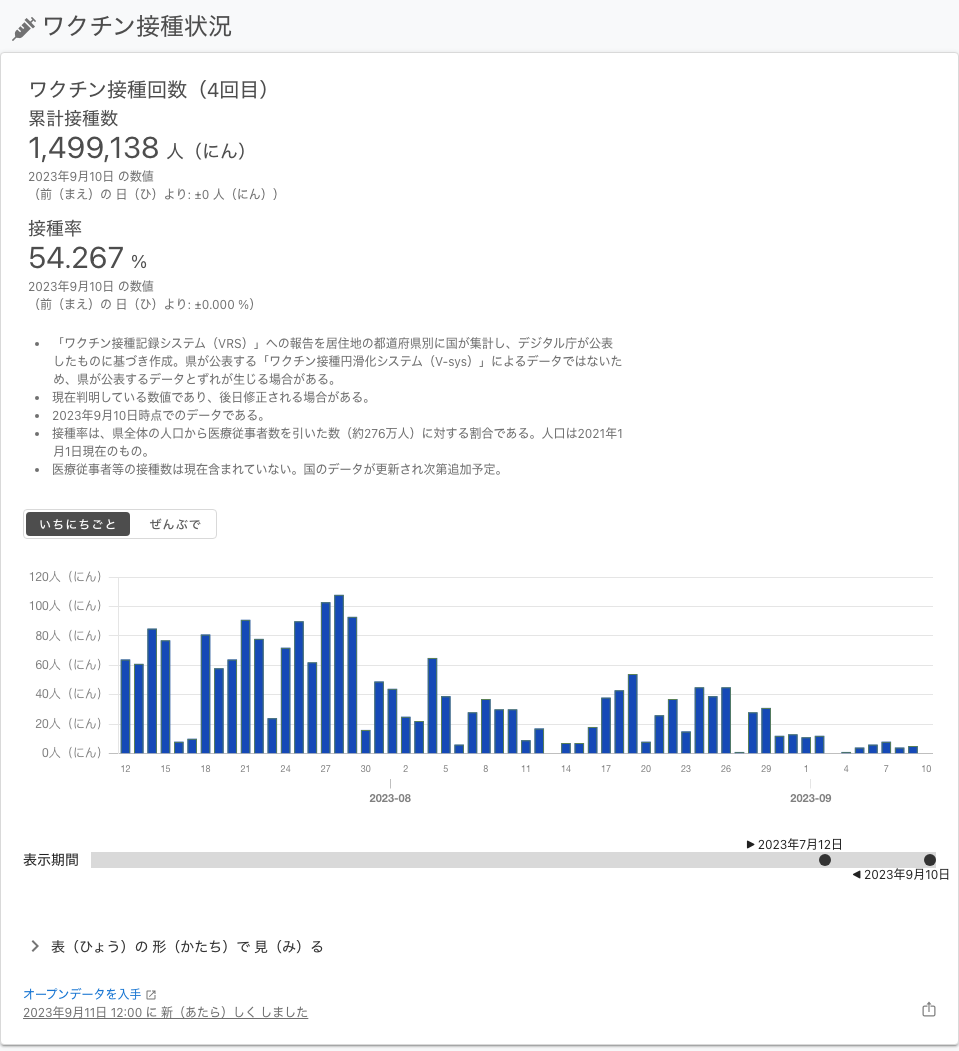 ワクチン接種状況
ワクチン接種回数（4回目）
累計接種数
1,499,138 人（にん）
2023年9月10日 の数値
（前（まえ）の 日（ひ）より: ±0 人（にん））
接種率
54.267 %
2023年9月10日 の数値
（前（まえ）の 日（ひ）より: ±0.000 %）
• 「ワクチン接種記録システム（VRS）」への報告を居住地の都道府県別に国が集計し、デジタル庁が公表
したものに基づき作成。県が公表する「ワクチン接種円滑化システム（V-sys）」によるデータではないた
め、県が公表するデータとずれが生じる場合がある。
• 現在判明している数値であり、後日修正される場合がある。
• 2023年9月10日時点でのデータである。
• 接種率は、県全体の人口から医療従事者数を引いた数（約276万人）に対する割合である。人口は2021年1
月1日現在のもの。
• 医療従事者等の接種数は現在含まれていない。国のデータが更新され次第追加予定。
いちにちごと ぜんぶで
120人（にん）
100人（にん）
80人（にん）
60人（にん）
40人（にん）
20人（にん）
0人（にん）
12 15 18 21 24 27 30 2 5 8 11 14 17 20 23 26 29 1 4 7 10
2023-08 2023-09
▶ 2023年7月12日
表示期間
◀ 2023年9月10日
表（ひょう）の 形（かたち）で 見（み）る
オープンデータを入手
2023年9月11日 12:00 に 新（あたら）しく しました